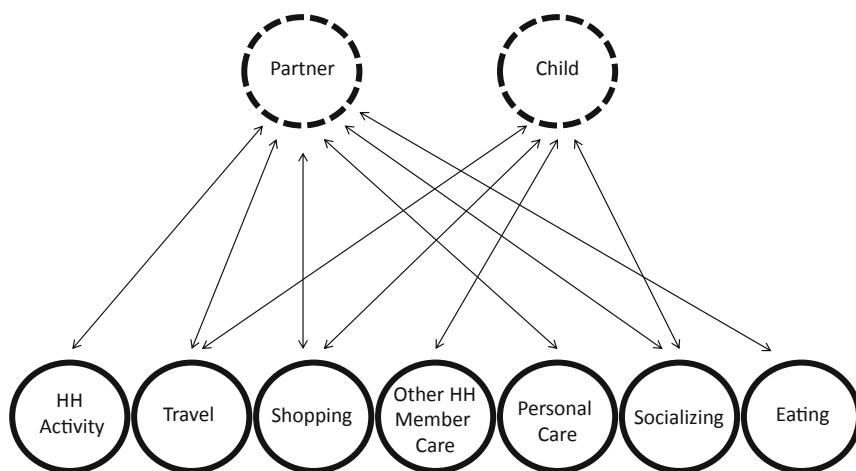 Partner
Child
HH
Activity
Travel
Shopping
Other HH
Member
Care
Personal
Care
Socializing
Eating